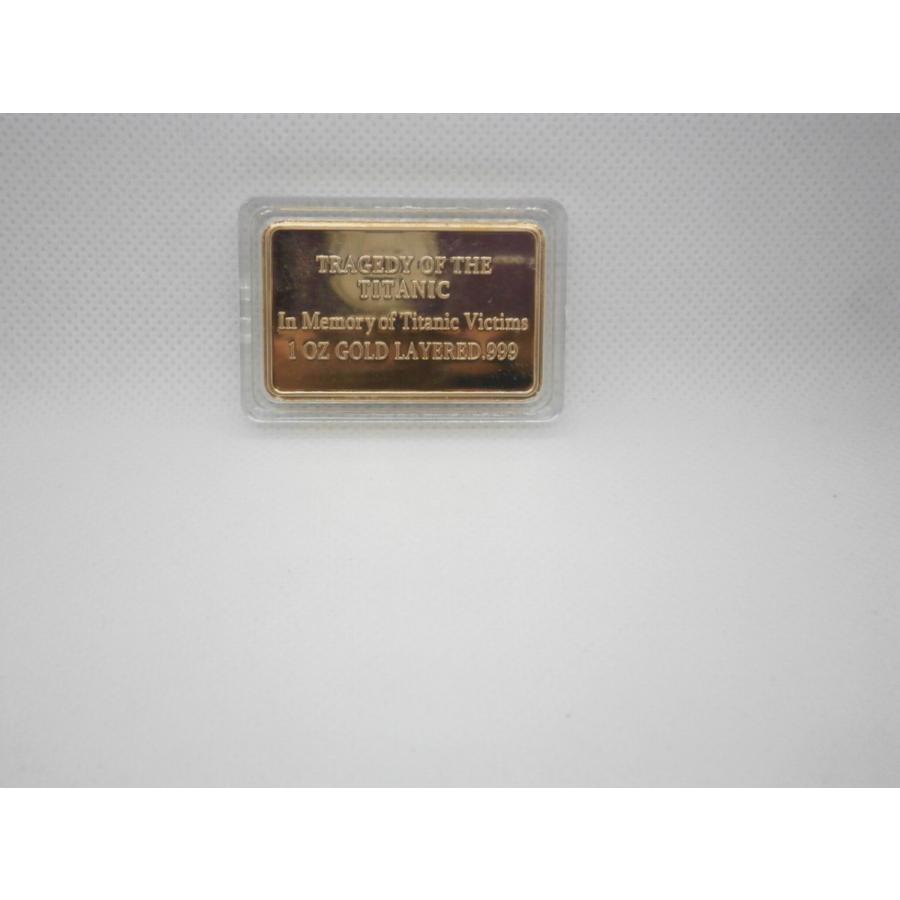 TRAGEDY OF THE
TITANIC
In Memory of Titanic Victims
1 OZ GOLD LAYERED.999